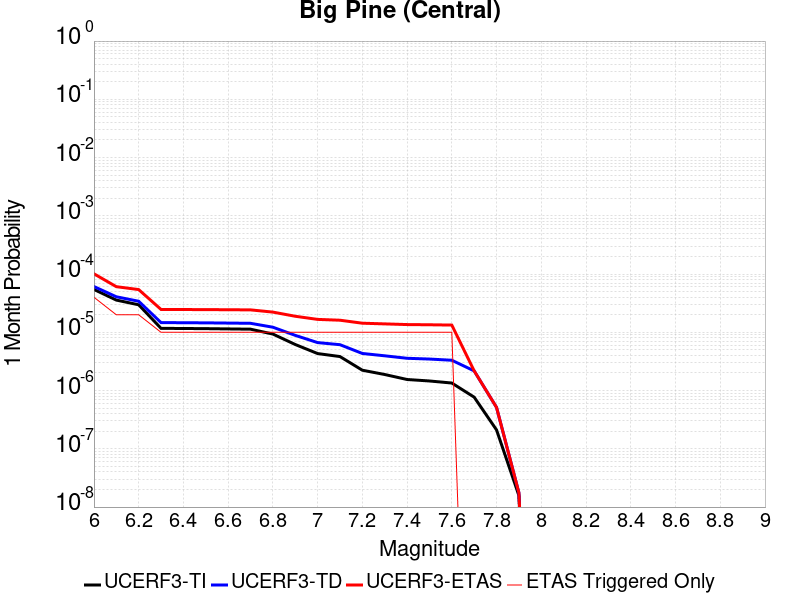 Big Pine (Central)
10^0
10^-1
10^-2
10^-3
10^-4
10^-5
10^-6
10^-7
10^-8
1 Month Probability
6 6.2 6.4 6.6 6.8 7 7.2 7.4 7.6 7.8 8 8.2 8.4 8.6 8.8 9
Magnitude
UCERF3-TI UCERF3-TD UCERF3-ETAS ETAS Triggered Only